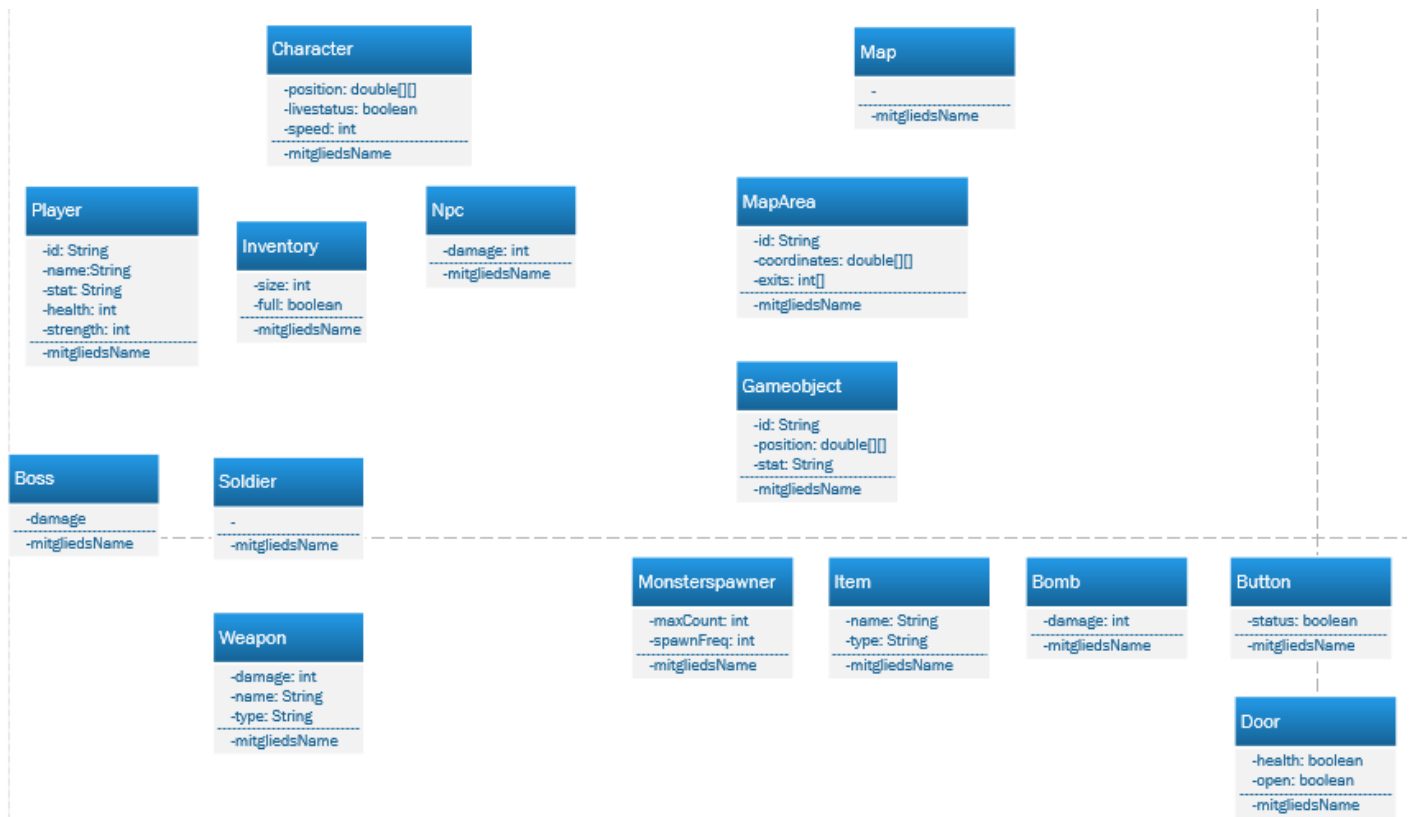 Character
-position: double[][]
-livestatus: boolean
-speed: int
-mitgliedsName
Map
-
-mitgliedsName
Player
-id: String
-name:String
-stat: String
-health: int
-strength: int
-mitgliedsName
Inventory
-size: int
-full: boolean
-mitgliedsName
Npc
-damage: int
-mitgliedsName
MapArea
-id: String
-coordinates: double[][]
-exits: int[]
-mitgliedsName
Gameobject
-id: String
-position: double[][]
-stat: String
-mitgliedsName
Boss
-damage
-mitgliedsName
Soldier
-
-mitgliedsName
Weapon
-damage: int
-name: String
-type: String
-mitgliedsName
Monsterspawner
-maxCount: int
-spawnFreq: int
-mitgliedsName
Item
-name: String
-type: String
-mitgliedsName
Bomb
-damage: int
-mitgliedsName
Button
-status: boolean
-mitgliedsName
Door
-health: boolean
-open: boolean
-mitgliedsName